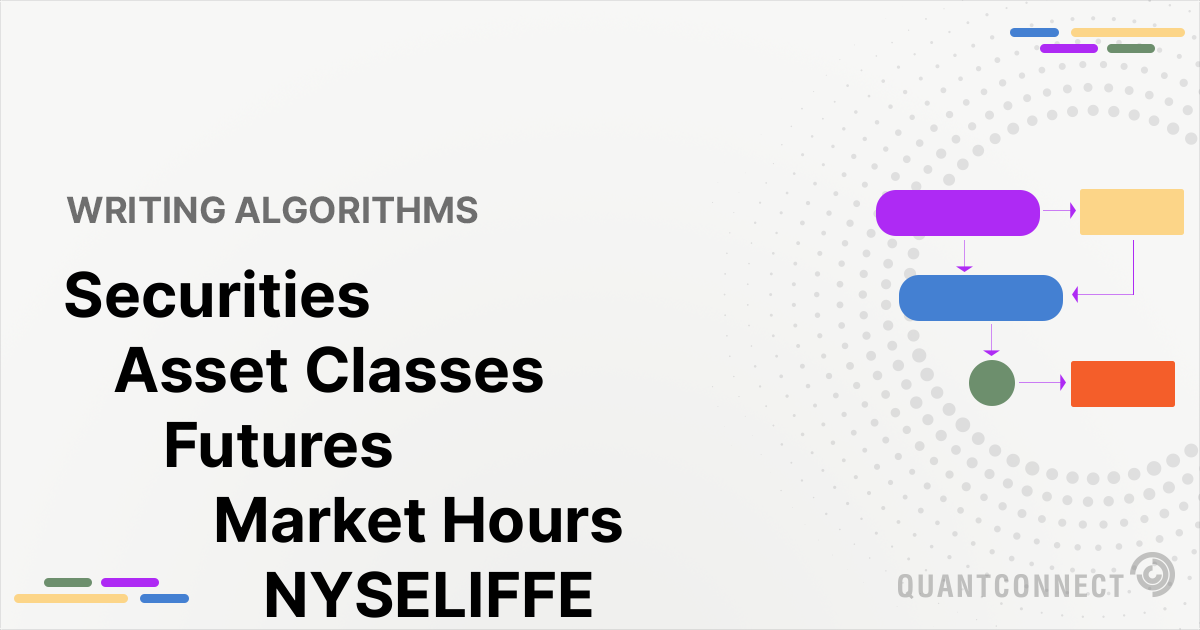 WRITING ALGORITHMS
Securities
Asset Classes
Futures
Market Hours
NYSELIFFE
QUANTCONNECT